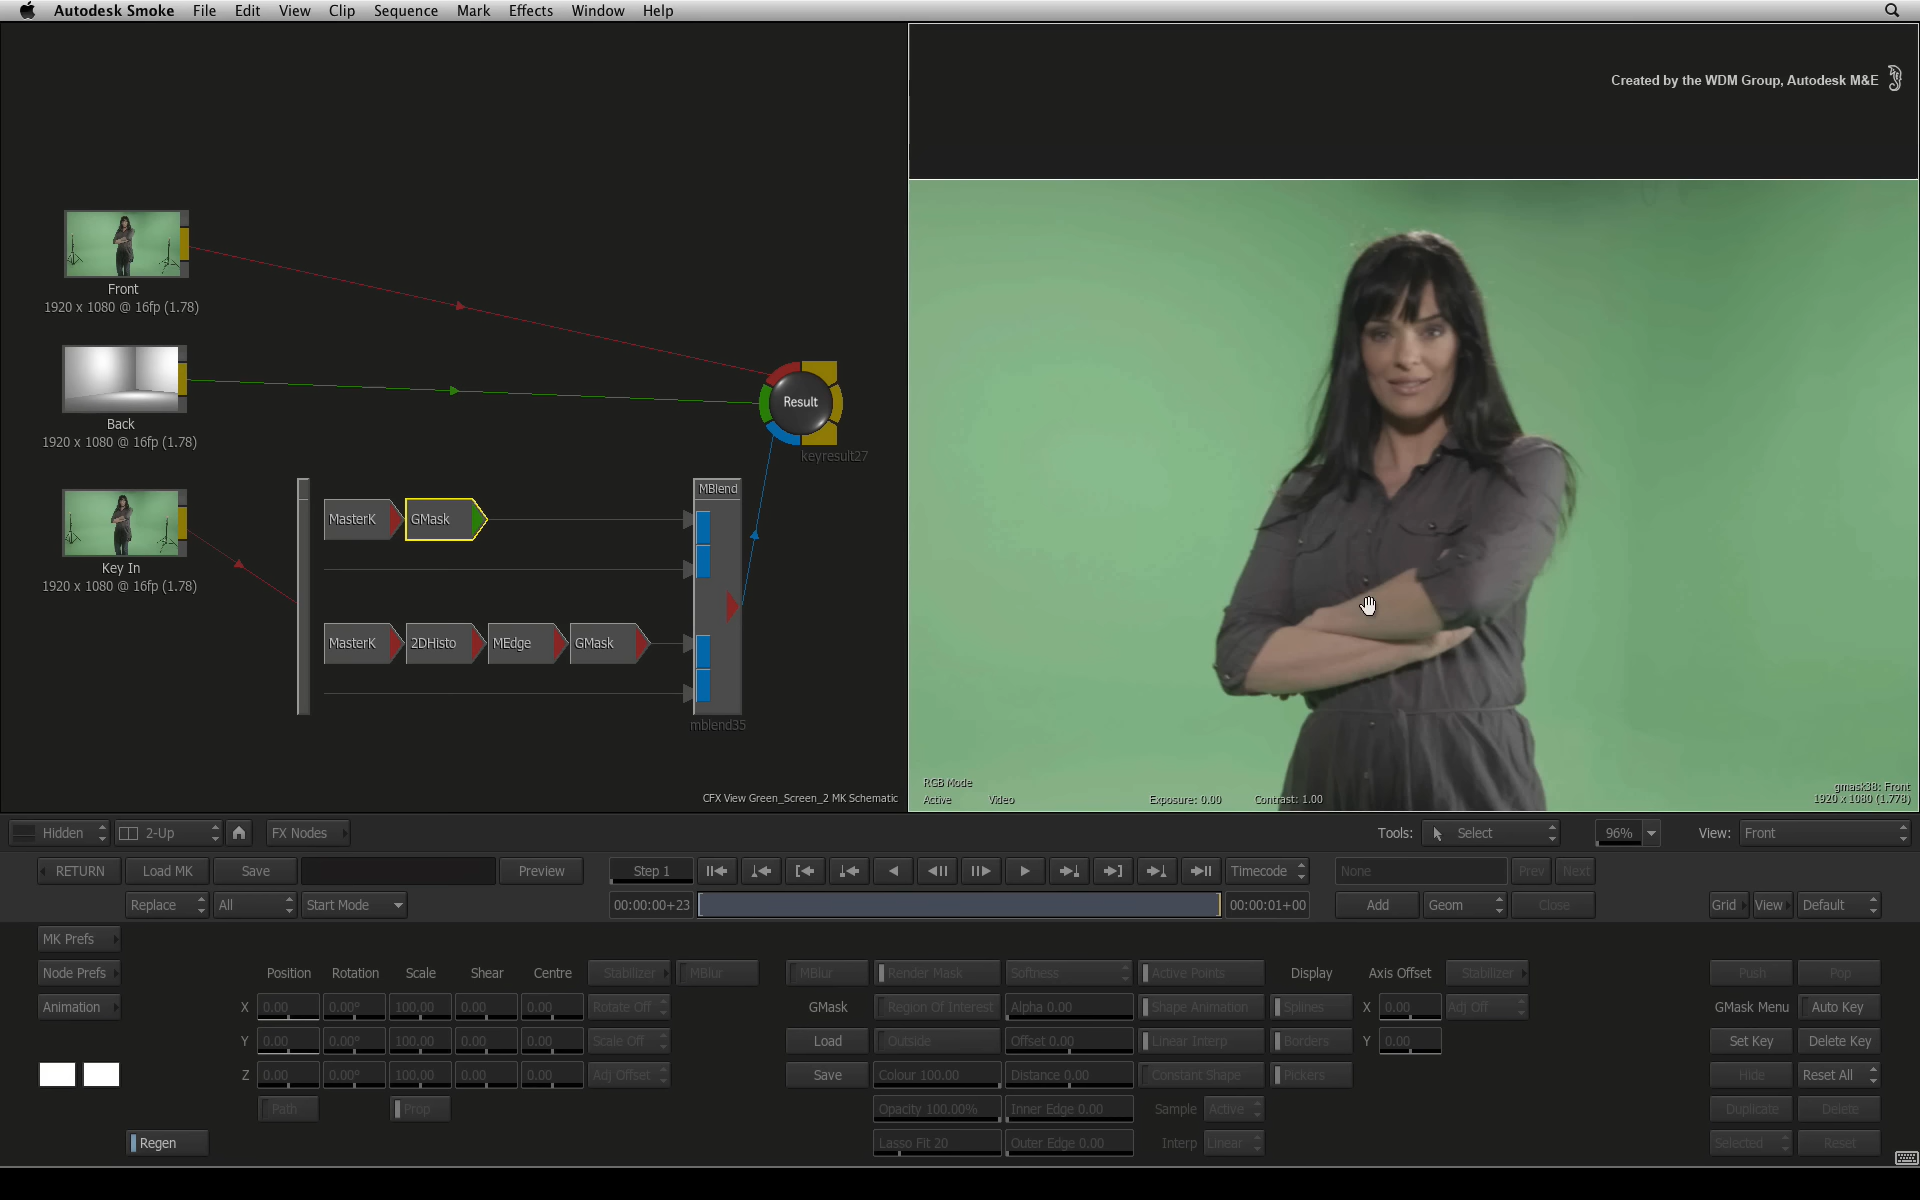 Autodesk Smoke File Edit View Clip Sequence Mark Effects Window Help
Created by the WDM Group, Autodesk M&E
Front
1920 x 1080 @ 16fp (1.78)
Back
1920 x 1080 @ 16fp (1.78)
Result
keyresult27
MBlend
MasterK GMask
Key In
1920 x 1080 @ 16fp (1.78)
MasterK 2DHisto MEdge GMask
mblend35
CFX View Green_Screen_2 MK Schematic
RGB Mode
Active Video Exposure: 0.00 Contrast: 1.00
gmask38: Front
1920 x 1080 (1.778)
Hidden 2-Up FX Nodes Tools: Select 96% View: Front
RETURN Load MK Save Preview Step 1 Timecode None Prev Next
Replace All Start Mode 00:00:00+23 00:00:01+00 Add Geom Close Grid View Default
MK Prefs
Node Prefs Position Rotation Scale Shear Centre Stabilizer MBlur MBlur Render Mask Softness Active Points Display Axis Offset Stabilizer Push Pop
Animation X 0.00 0.00° 100.00 0.00 0.00 Rotate Off GMask Region Of Interest Alpha 0.00 Shape Animation Splines X 0.00 Adj Off GMask Menu Auto Key
Y 0.00 0.00° 100.00 0.00 0.00 Scale Off Load Outside Offset 0.00 Linear Interp Borders Y 0.00 Set Key Delete Key
Z 0.00 0.00° 100.00 0.00 0.00 Adj Offset Save Colour 100.00 Distance 0.00 Constant Shape Pickers Hide Reset All
Path Prop Opacity 100.00% Inner Edge 0.00 Sample Active Duplicate Delete
Regen Lasso Fit 20 Outer Edge 0.00 Interp Linear Selected Reset